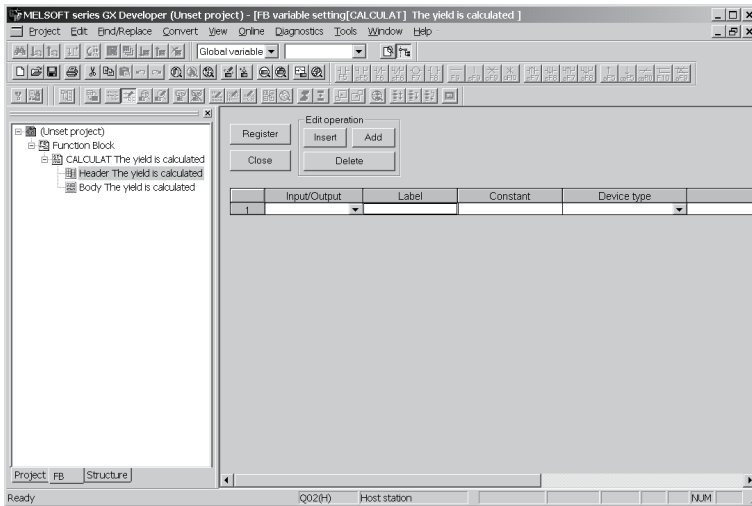 MELSOFT series GX Developer (Unset project) - [FB variable setting[CALCULAT] The yield is calculated ]
Project Edit Find/Replace Convert View Online Diagnostics Tools Window Help
Global variable
(Unset project)
Function Block
CALCULAT The yield is calculated
Header The yield is calculated
Body The yield is calculated
Register
Close
Edit operation
Insert Add
Delete
Input/Output Label Constant Device type
1
Project FB Structure
Ready Q02(H) Host station NUM